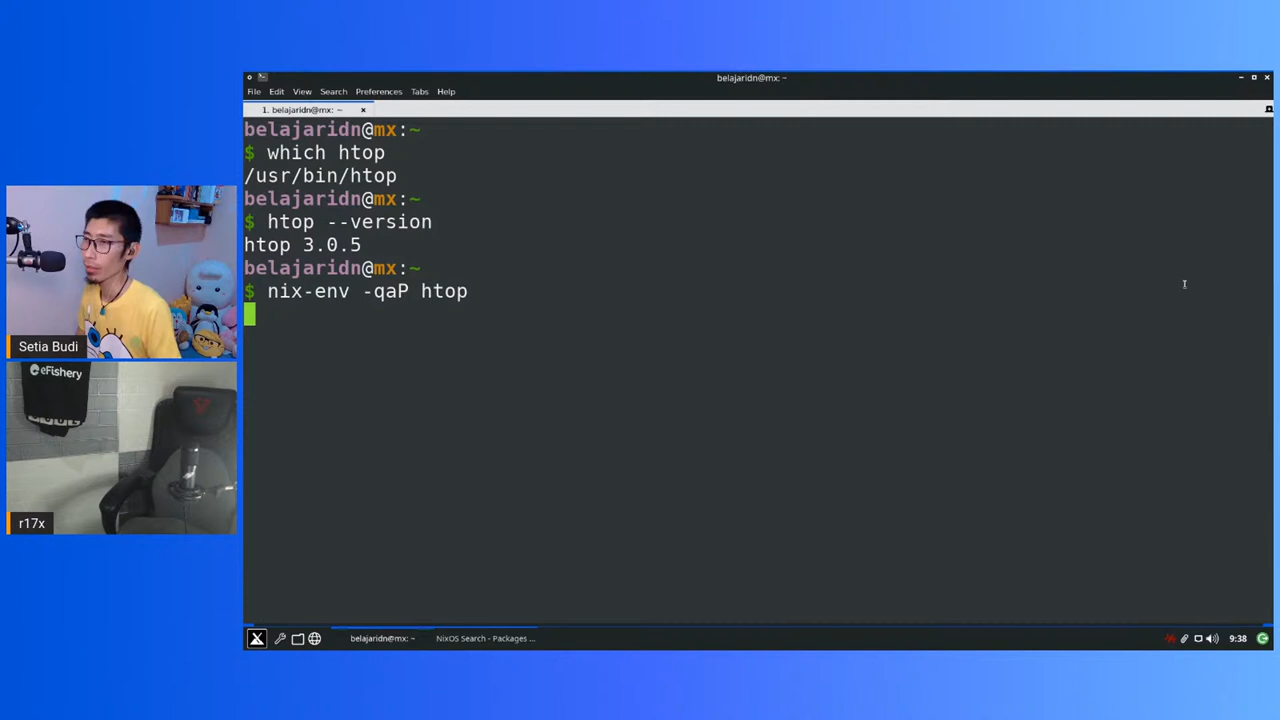 belajaridn@mx: ~
File Edit View Search Preferences Tabs Help
1. belajaridn@mx: ~
belajaridn@mx:~
$ which htop
/usr/bin/htop
belajaridn@mx:~
$ htop --version
htop 3.0.5
belajaridn@mx:~
$ nix-env -qaP htop
Setia Budi
eFishery
r17x
belajaridn@mx: ~
NixOS Search - Packages ...
9:38